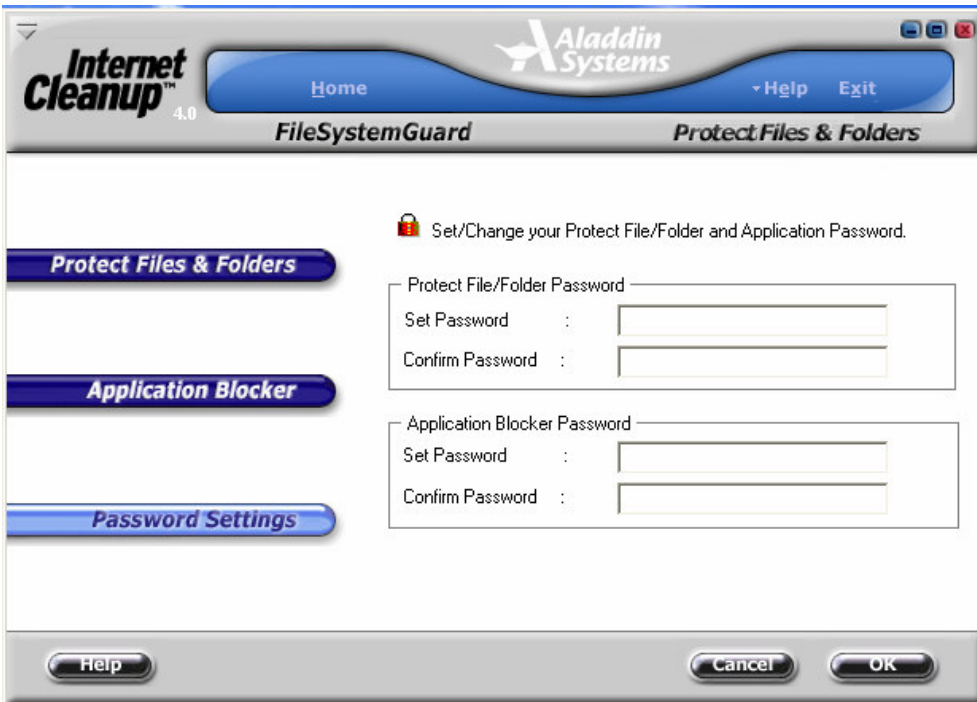 Internet
Cleanup™ 4.0
Aladdin
Systems
Home
Help
Exit
FileSystemGuard
Protect Files & Folders
Set/Change your Protect File/Folder and Application Password.
Protect Files & Folders
Protect File/Folder Password
Set Password :
Confirm Password :
Application Blocker
Application Blocker Password
Set Password :
Confirm Password :
Password Settings
Help
Cancel
OK